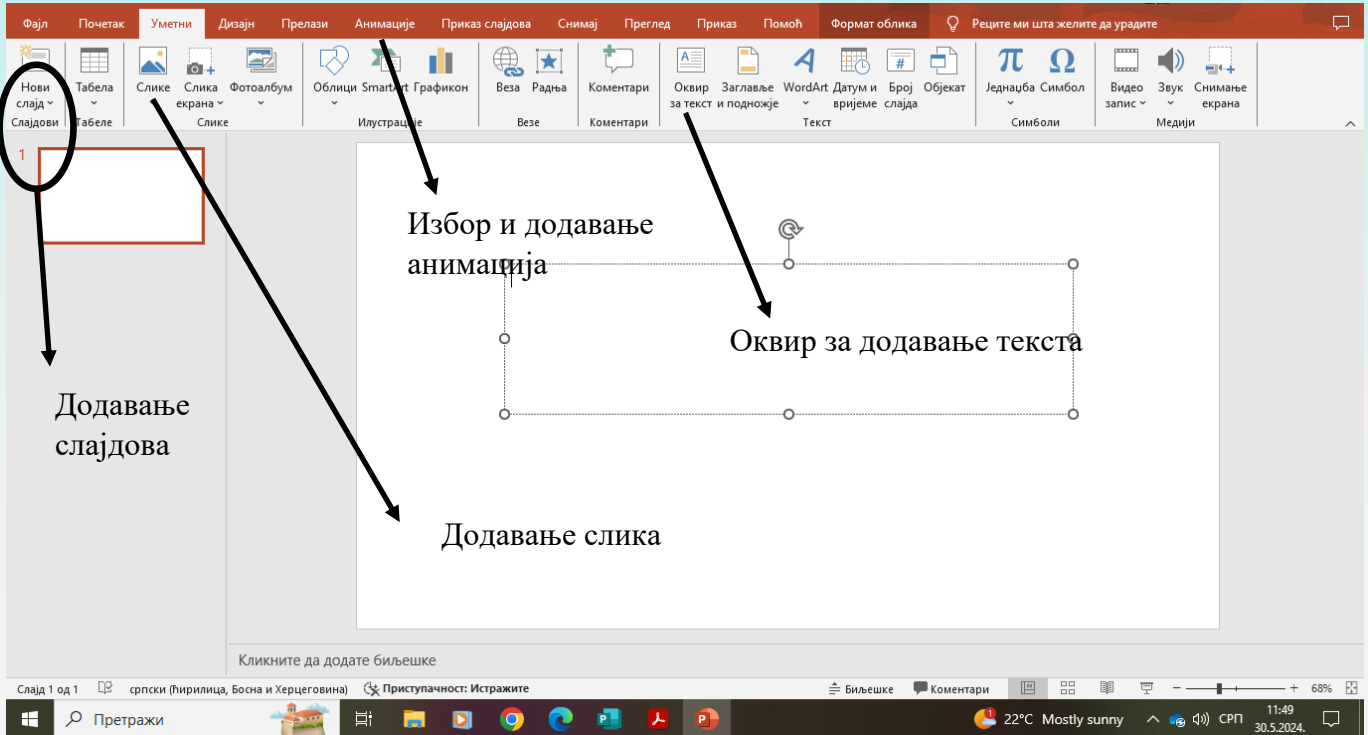 Фајл Почетак Уметни Дизајн Прелази Анимације Приказ слајдова Снимај Преглед Приказ Помоћ Формат облика Реците ми шта желите да урадите
Нови Табела Слике Слика Фотоалбум Облици SmartArt Графикон Веза Радња Коментари Оквир Заглавље WordArt Датум и Број Објекат Једнаџба Симбол Видео Звук Снимање
слајд екрана за текст и подножје вријеме слајда запис екрана
Слајдови Табеле Слике Илустрације Везе Коментари Текст Симболи Медији
1
Избор и додавање
анимација
Оквир за додавање текста
Додавање
слајдова
Додавање слика
Кликните да додате биљешке
Слајд 1 од 1 српски (ћирилица, Босна и Херцеговина) Приступачност: Истражите Биљешке Коментари 68%
Претражи 22°C Mostly sunny СРП 11:49
30.5.2024.